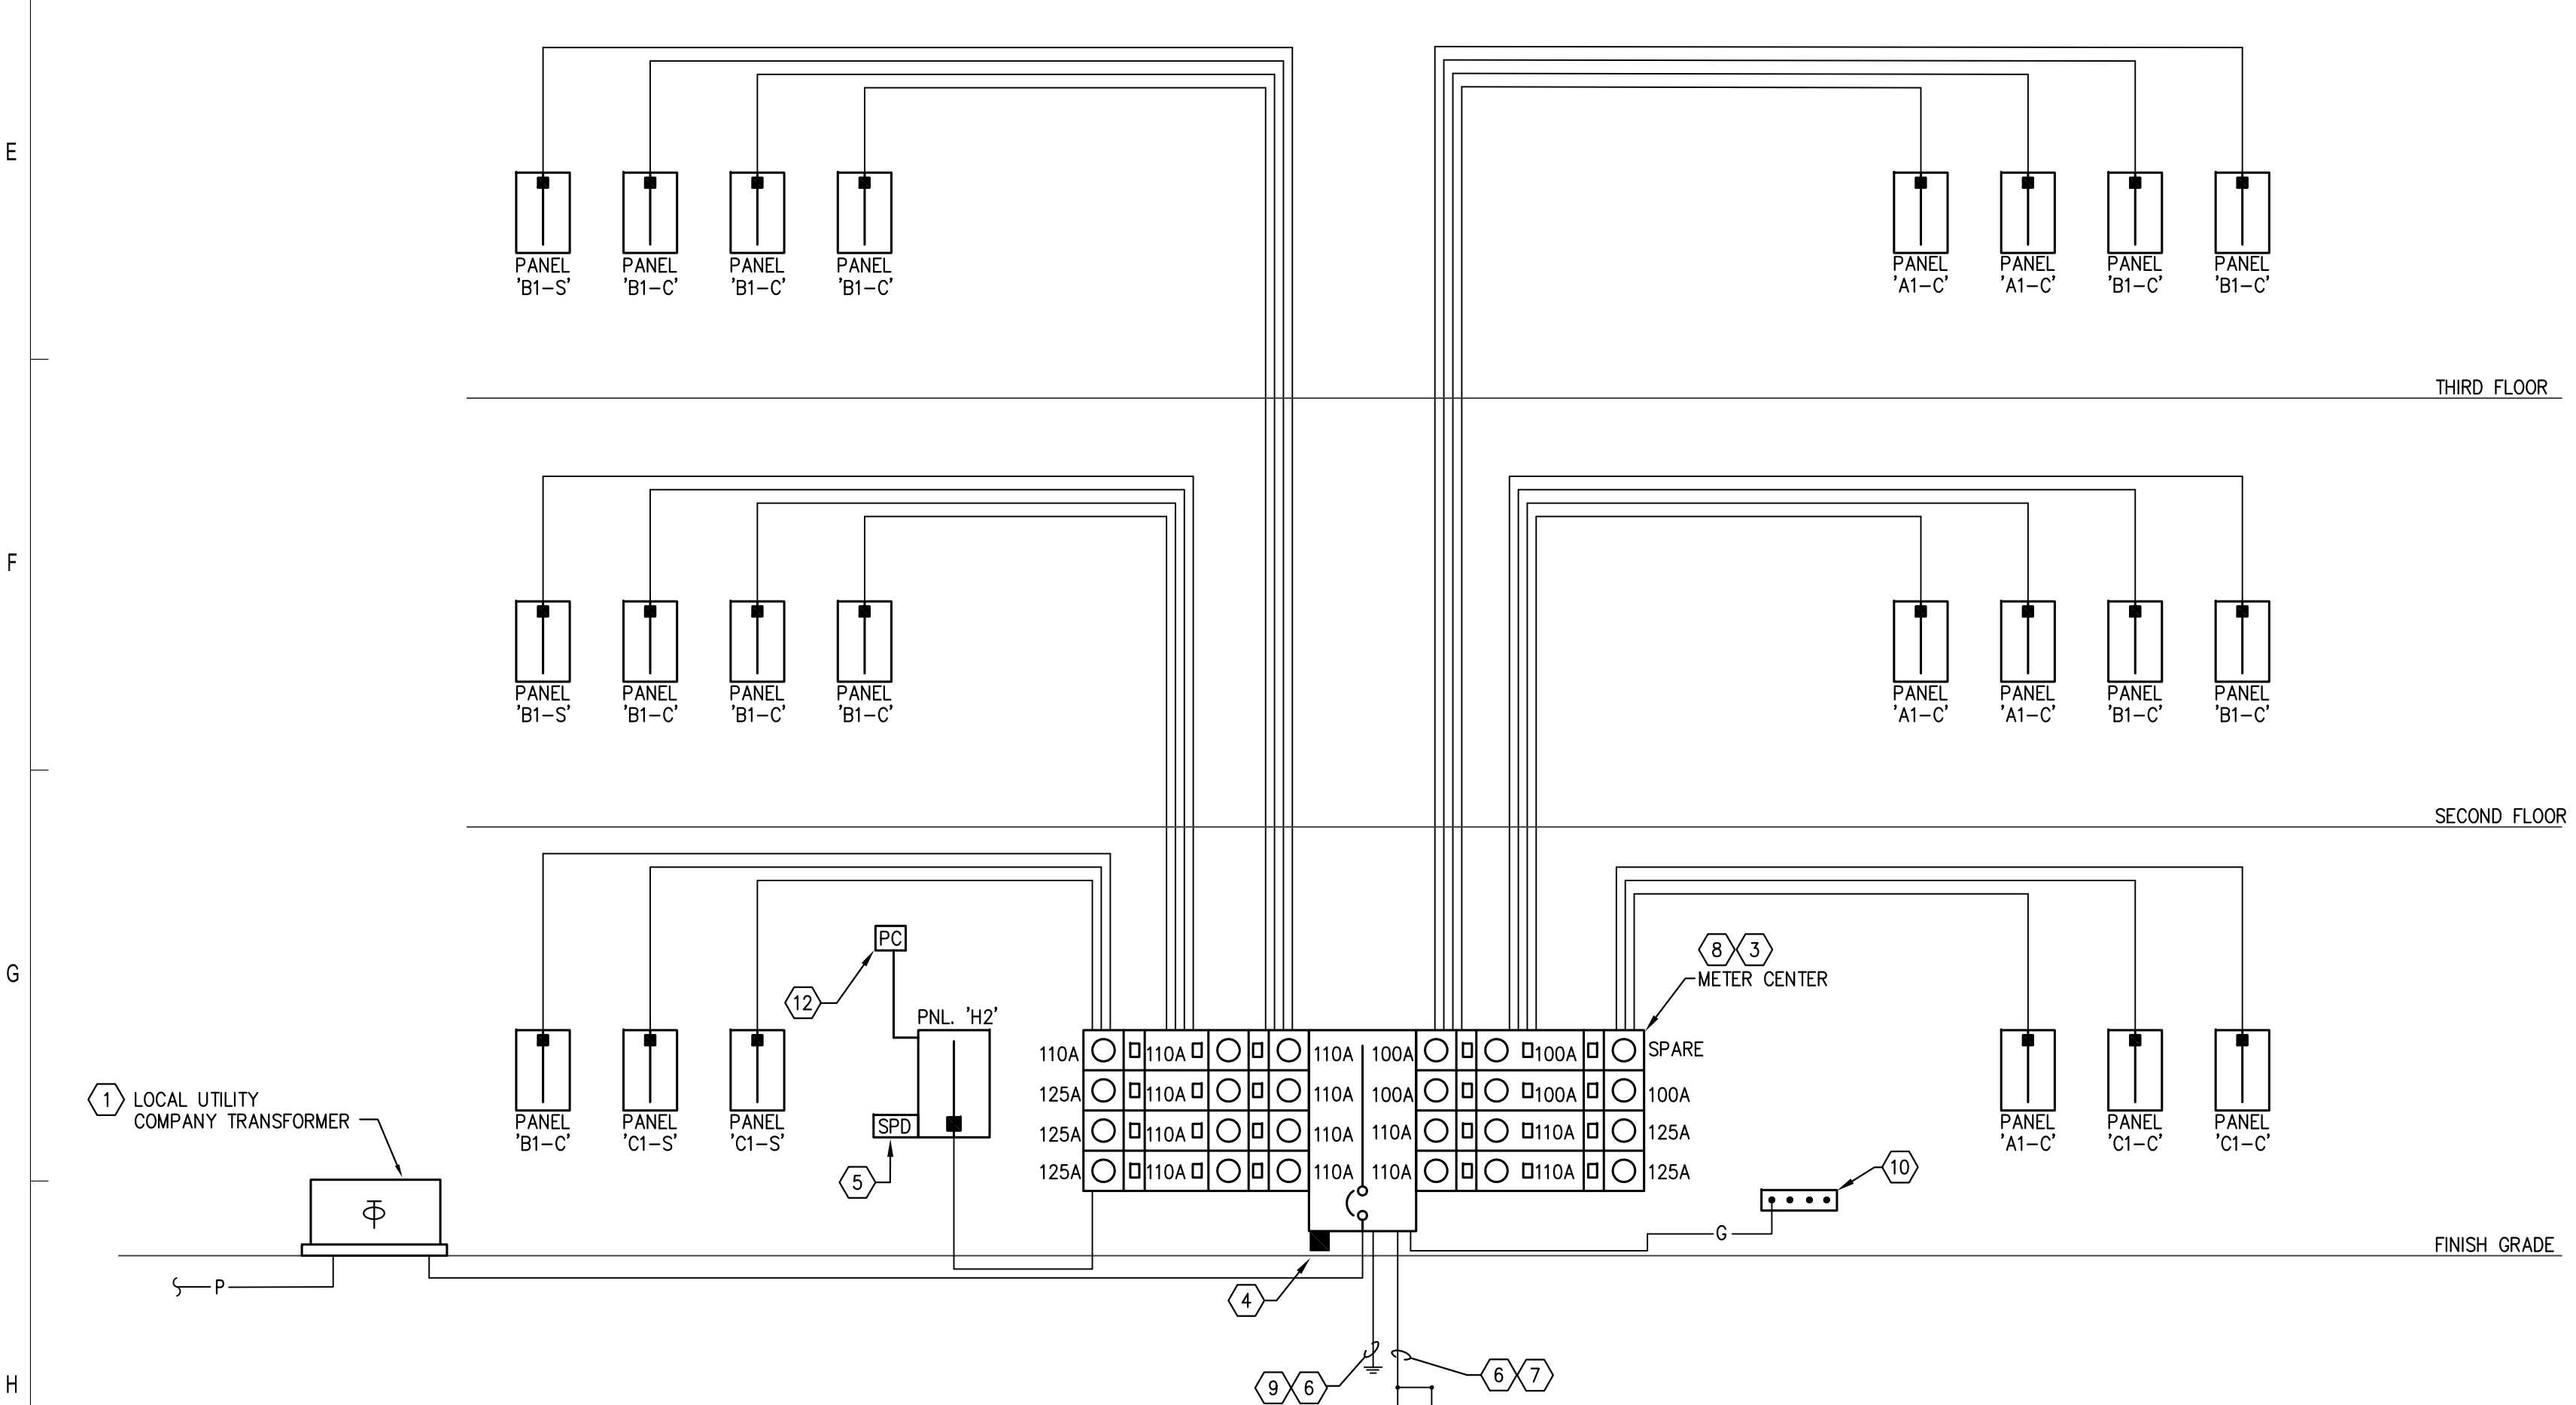 E
PANEL 'B1-S'
PANEL 'B1-C'
PANEL 'B1-C'
PANEL 'B1-C'
PANEL 'A1-C'
PANEL 'A1-C'
PANEL 'B1-C'
PANEL 'B1-C'
THIRD FLOOR
F
PANEL 'B1-S'
PANEL 'B1-C'
PANEL 'B1-C'
PANEL 'B1-C'
PANEL 'A1-C'
PANEL 'A1-C'
PANEL 'B1-C'
PANEL 'B1-C'
SECOND FLOOR
G
PC
12
PNL. 'H2'
8 3
METER CENTER
110A 110A 110A 100A 100A SPARE
125A 110A 110A 100A 100A 100A
125A 110A 110A 110A 110A 125A
125A 110A 110A 110A 110A 125A
1 LOCAL UTILITY
COMPANY TRANSFORMER
PANEL 'B1-C'
PANEL 'C1-S'
PANEL 'C1-S'
SPD
5
PANEL 'A1-C'
PANEL 'C1-C'
PANEL 'C1-C'
10
G
FINISH GRADE
P
4
H
9 6
6 7